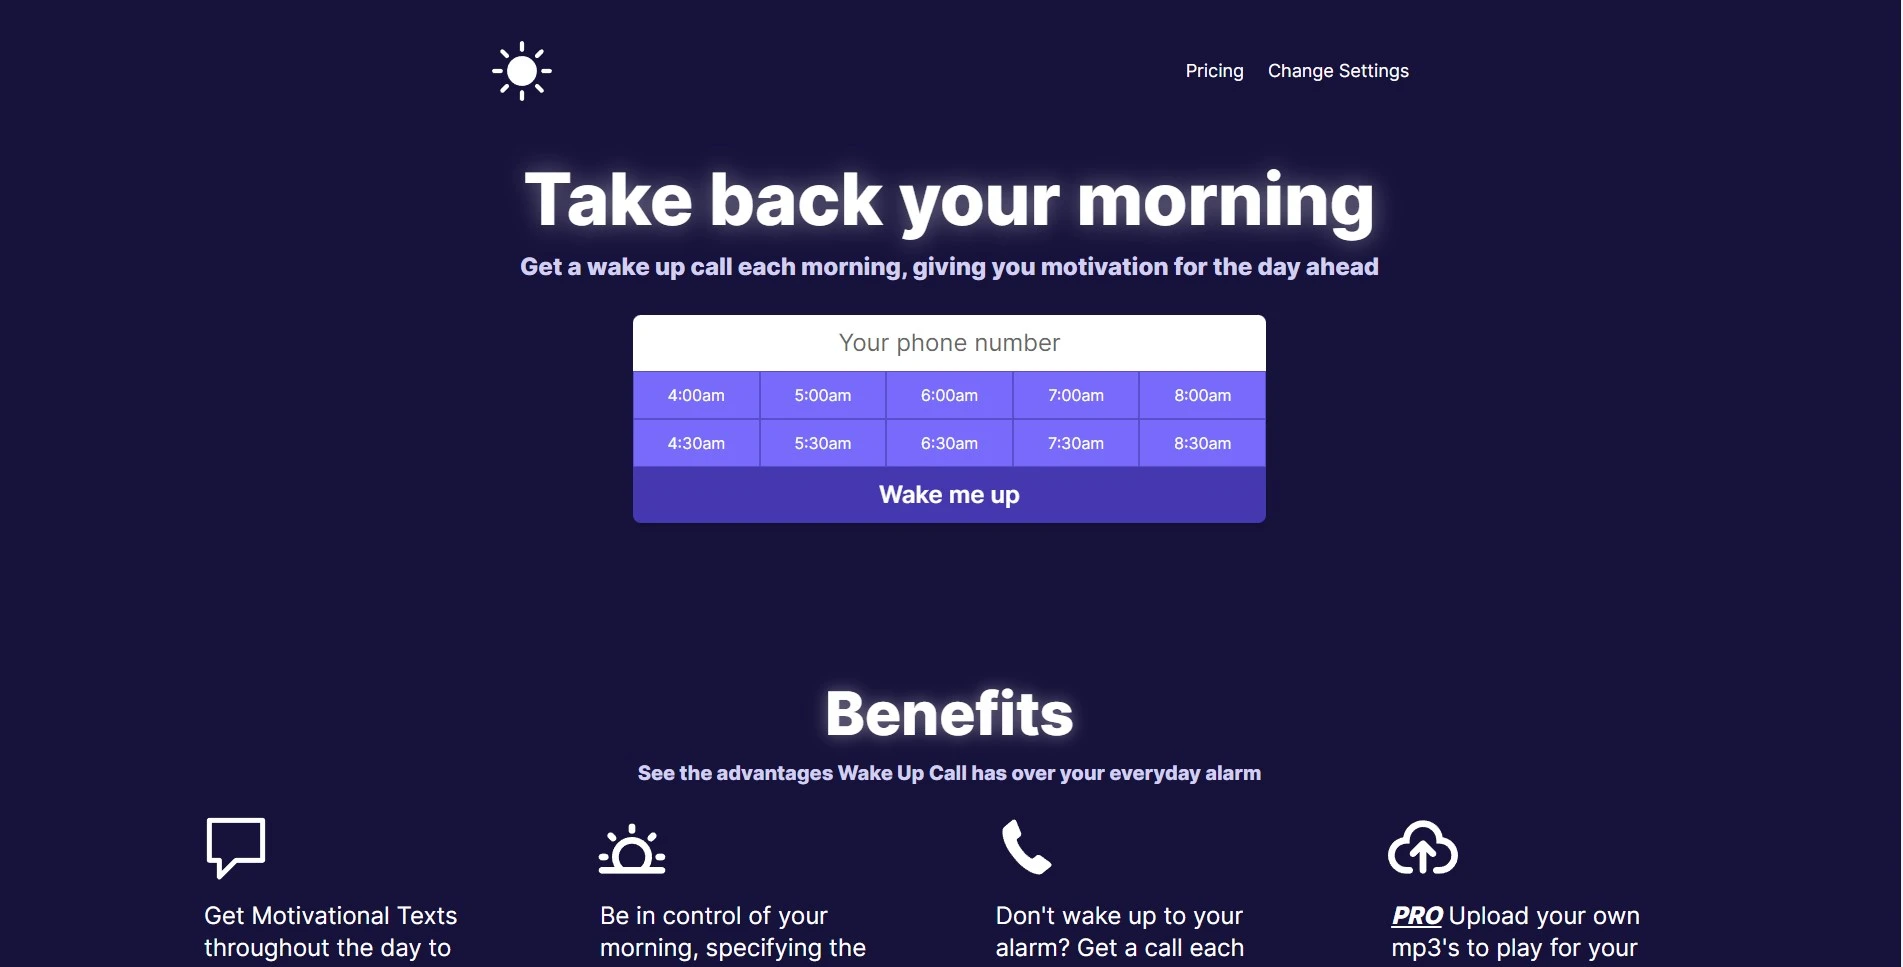 Pricing Change Settings
Take back your morning
Get a wake up call each morning, giving you motivation for the day ahead
Your phone number
4:00am 5:00am 6:00am 7:00am 8:00am
4:30am 5:30am 6:30am 7:30am 8:30am
Wake me up
Benefits
See the advantages Wake Up Call has over your everyday alarm
Get Motivational Texts
throughout the day to
Be in control of your
morning, specifying the
Don't wake up to your
alarm? Get a call each
PRO Upload your own
mp3's to play for your